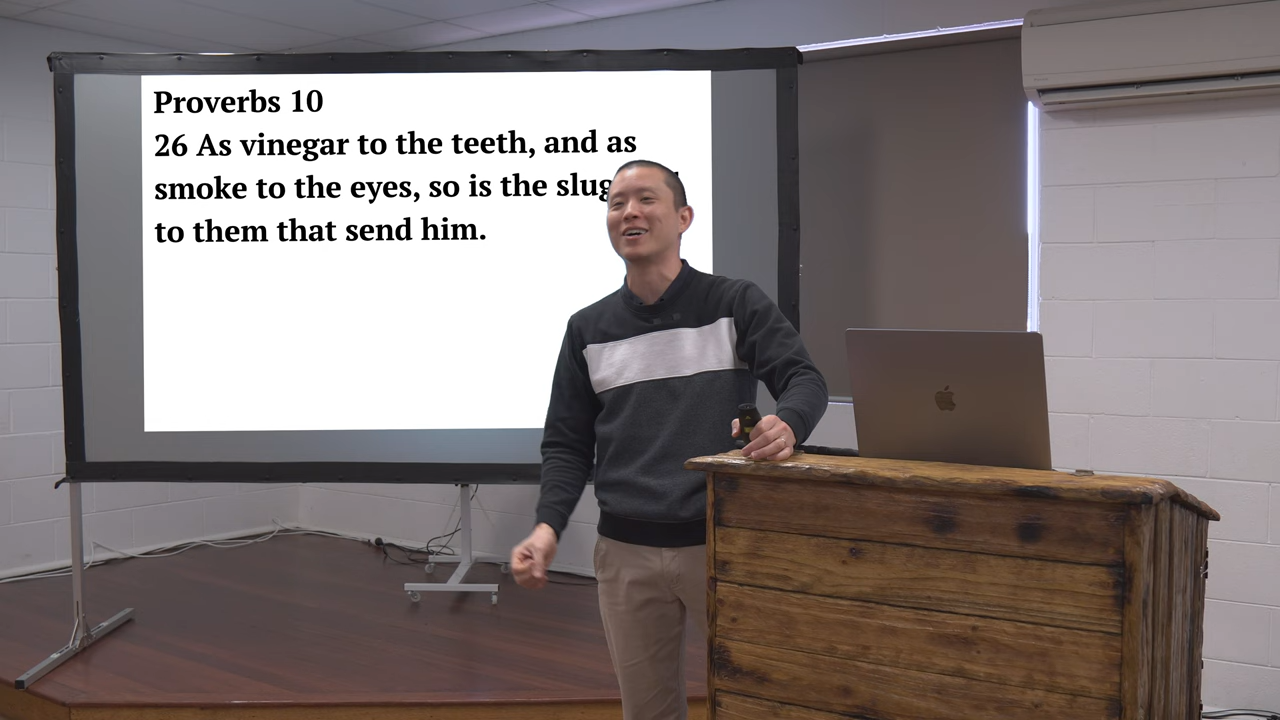 Proverbs 10
26 As vinegar to the teeth, and as
smoke to the eyes, so is the
to them that send him.